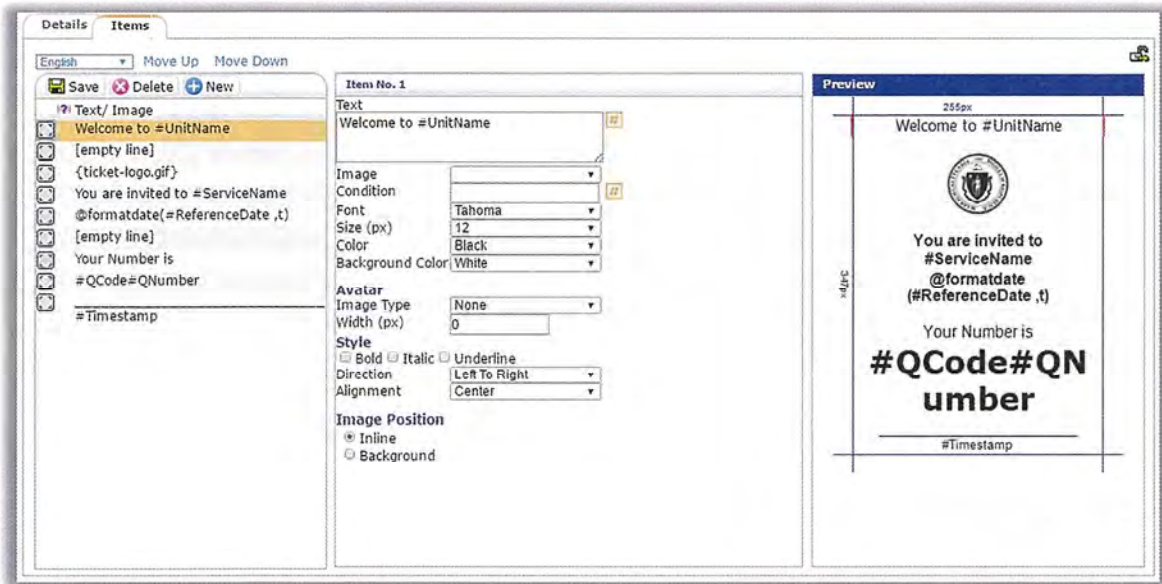 Details Items
English Move Up Move Down
Save Delete New
|?| Text/ Image
Welcome to #UnitName
[empty line]
{ticket-logo.gif}
You are invited to #ServiceName
@formatdate(#ReferenceDate ,t)
[empty line]
Your Number is
#QCode#QNumber
#Timestamp
Item No. 1
Text
Welcome to #UnitName
#
Image
Condition #
Font Tahoma
Size (px) 12
Color Black
Background Color White
Avatar
Image Type None
Width (px) 0
Style
Bold Italic Underline
Direction Left To Right
Alignment Center
Image Position
Inline
Background
Preview
255px
Welcome to #UnitName
You are invited to
#ServiceName
@formatdate
(#ReferenceDate ,t)
347px
Your Number is
#QCode#QN
umber
#Timestamp